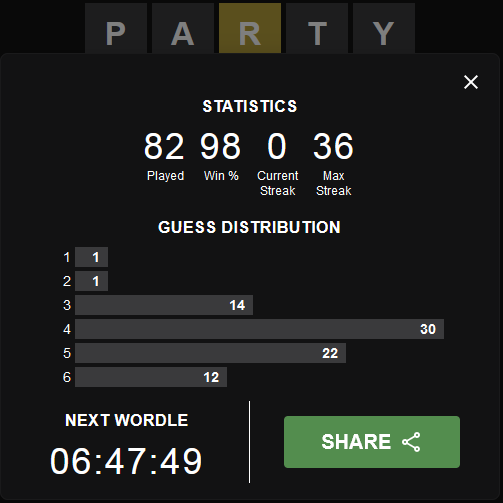 P A R T Y
STATISTICS
82 98 0 36
Played Win % Current Streak Max Streak
GUESS DISTRIBUTION
1 1
2 1
3 14
4 30
5 22
6 12
NEXT WORDLE
06:47:49
SHARE